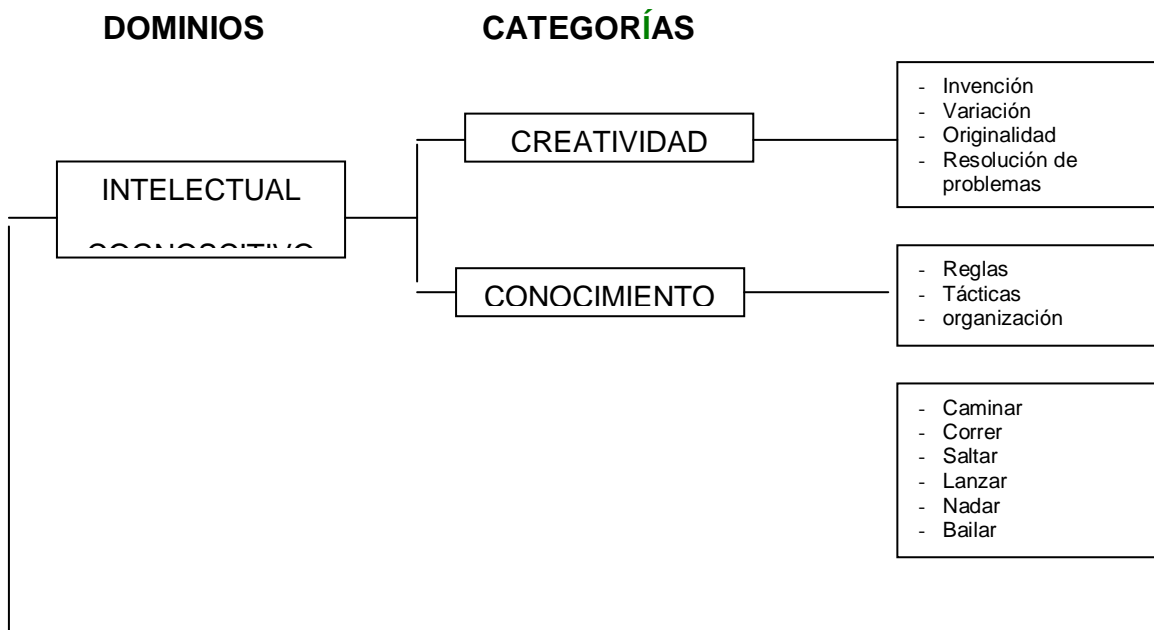 DOMINIOS CATEGORÍAS
INTELECTUAL
CREATIVIDAD
- Invención
- Variación
- Originalidad
- Resolución de
problemas
CONOCIMIENTO
- Reglas
- Tácticas
- organización
- Caminar
- Correr
- Saltar
- Lanzar
- Nadar
- Bailar